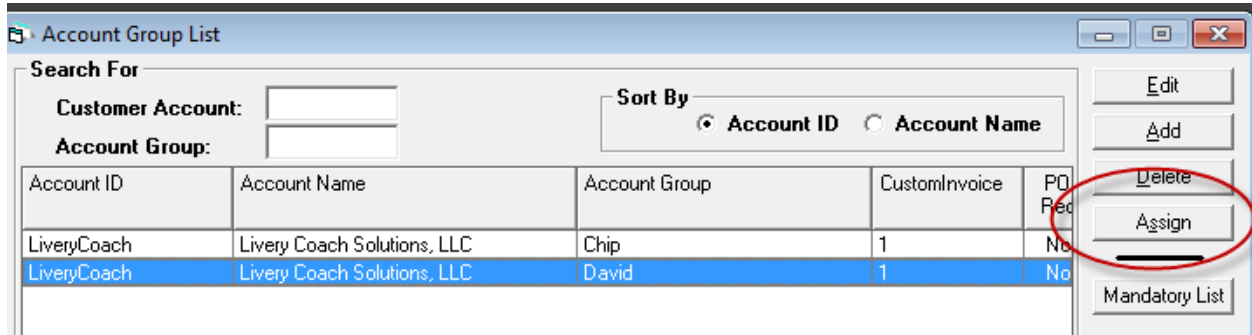 Account Group List
Search For
Customer Account:
Account Group:
Sort By
Account ID Account Name
Edit
Add
Delete
Assign
Mandatory List
Account ID Account Name Account Group CustomInvoice PO
Rec
LiveryCoach Livery Coach Solutions, LLC Chip 1 No
LiveryCoach Livery Coach Solutions, LLC David 1 No